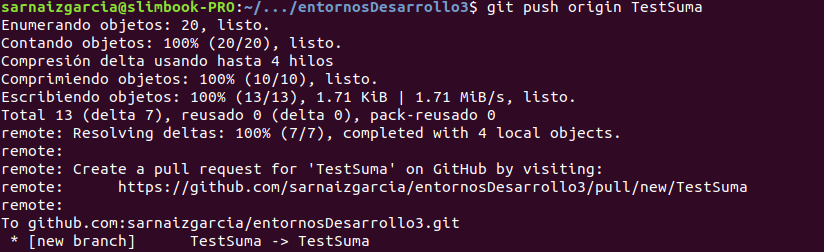 sarnaizgarcia@slimbook-PRO:~/.../entornosDesarrollo3$ git push origin TestSuma
Enumerando objetos: 20, listo.
Contando objetos: 100% (20/20), listo.
Compresión delta usando hasta 4 hilos
Comprimiendo objetos: 100% (10/10), listo.
Escribiendo objetos: 100% (13/13), 1.71 KiB | 1.71 MiB/s, listo.
Total 13 (delta 7), reusado 0 (delta 0), pack-reusado 0
remote: Resolving deltas: 100% (7/7), completed with 4 local objects.
remote:
remote: Create a pull request for 'TestSuma' on GitHub by visiting:
remote:      https://github.com/sarnaizgarcia/entornosDesarrollo3/pull/new/TestSuma
remote:
To github.com:sarnaizgarcia/entornosDesarrollo3.git
 * [new branch]      TestSuma -> TestSuma